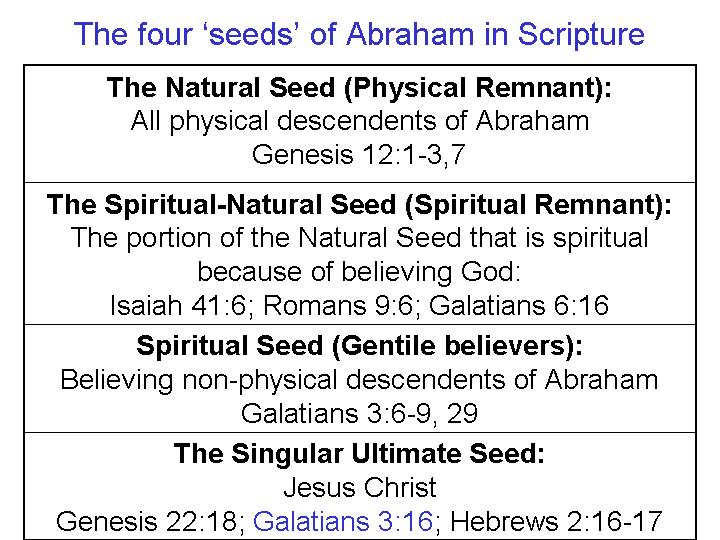 The four ‘seeds’ of Abraham in Scripture
The Natural Seed (Physical Remnant):
All physical descendents of Abraham
Genesis 12:1-3,7
The Spiritual-Natural Seed (Spiritual Remnant):
The portion of the Natural Seed that is spiritual
because of believing God:
Isaiah 41:6; Romans 9:6; Galatians 6:16
Spiritual Seed (Gentile believers):
Believing non-physical descendents of Abraham
Galatians 3:6-9, 29
The Singular Ultimate Seed:
Jesus Christ
Genesis 22:18; Galatians 3:16; Hebrews 2:16-17